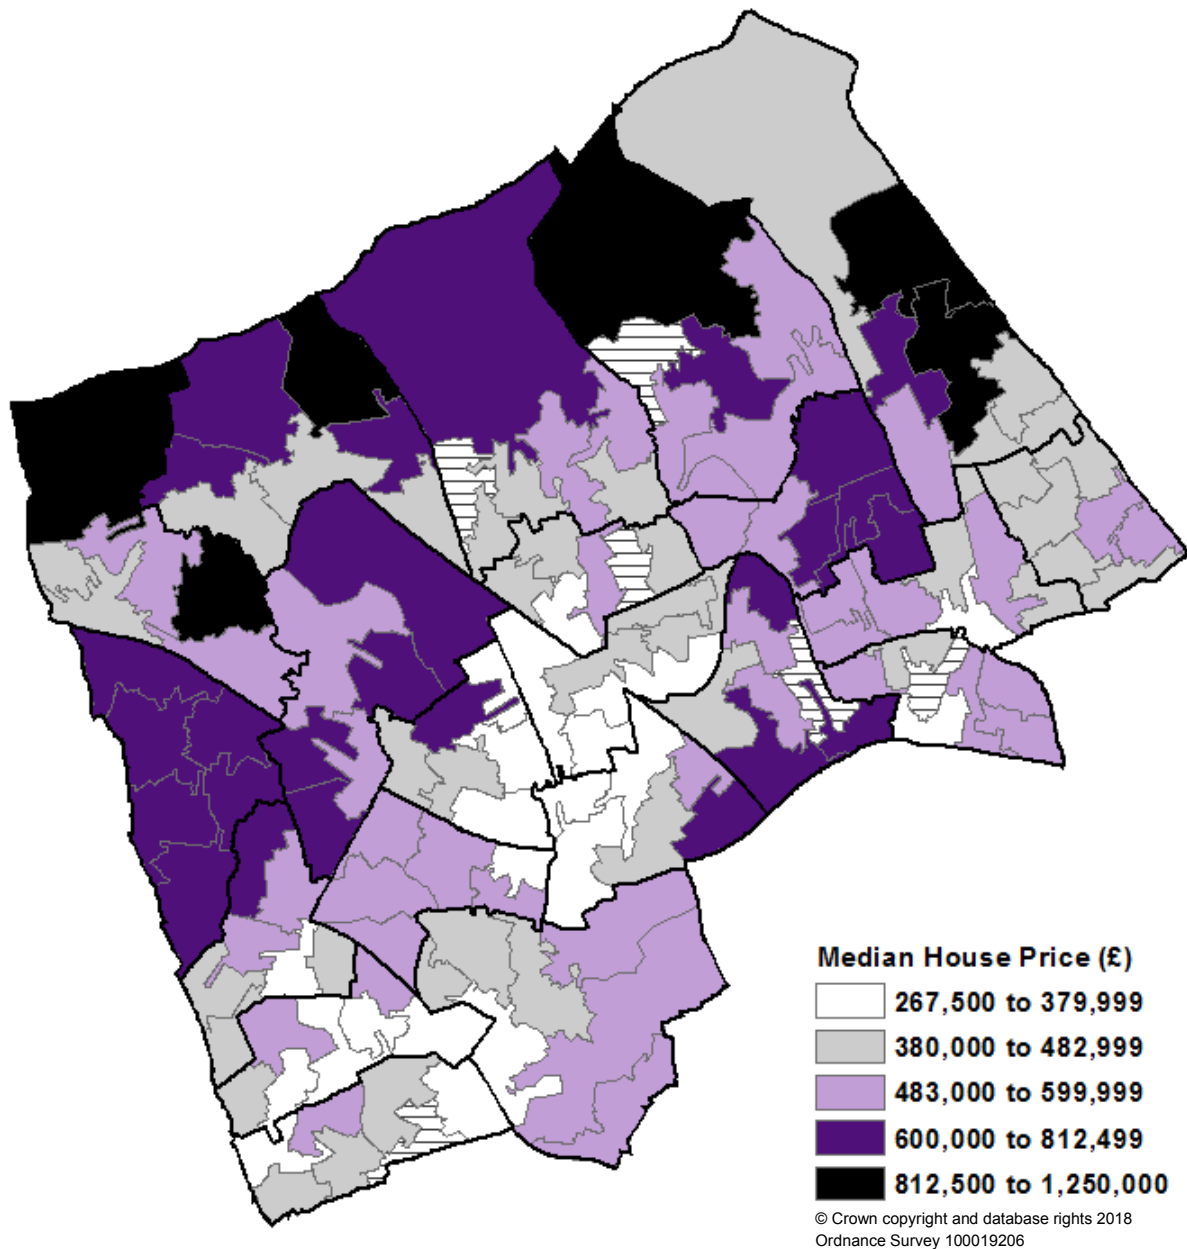 Median House Price (£)
267,500 to 379,999
380,000 to 482,999
483,000 to 599,999
600,000 to 812,499
812,500 to 1,250,000
© Crown copyright and database rights 2018
Ordnance Survey 100019206